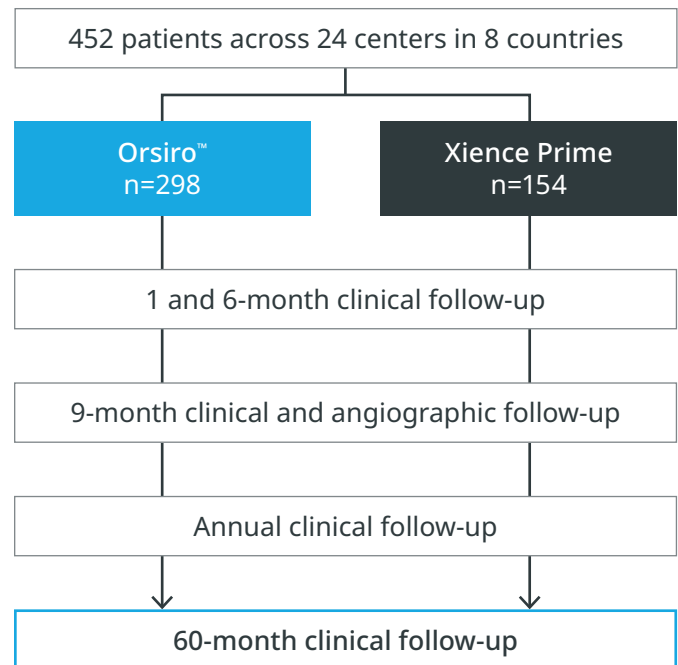 452 patients across 24 centers in 8 countries
Orsiro™
n=298
Xience Prime
n=154
1 and 6-month clinical follow-up
9-month clinical and angiographic follow-up
Annual clinical follow-up
60-month clinical follow-up